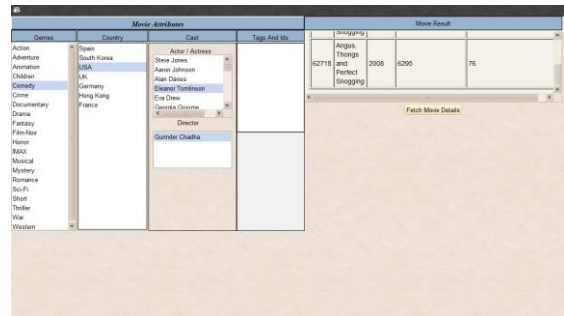 Movie Attributes
Movie Result
Genres
Country
Cast
Tags And Ids
Action
Adventure
Animation
Children
Comedy
Crime
Documentary
Drama
Fantasy
Film-Noir
Horror
IMAX
Musical
Mystery
Romance
Sci-Fi
Short
Thriller
War
Western
Spain
South Korea
USA
UK
Germany
Hong Kong
France
Actor / Actress
Steve Jones
Aaron Johnson
Alan Davies
Eleanor Tomlinson
Eva Drew
Georgia Groome
Director
Gurinder Chadha
Snogging
62718
Angus,
Thongs
and
Perfect
Snogging
2008
6295
76
Fetch Movie Details